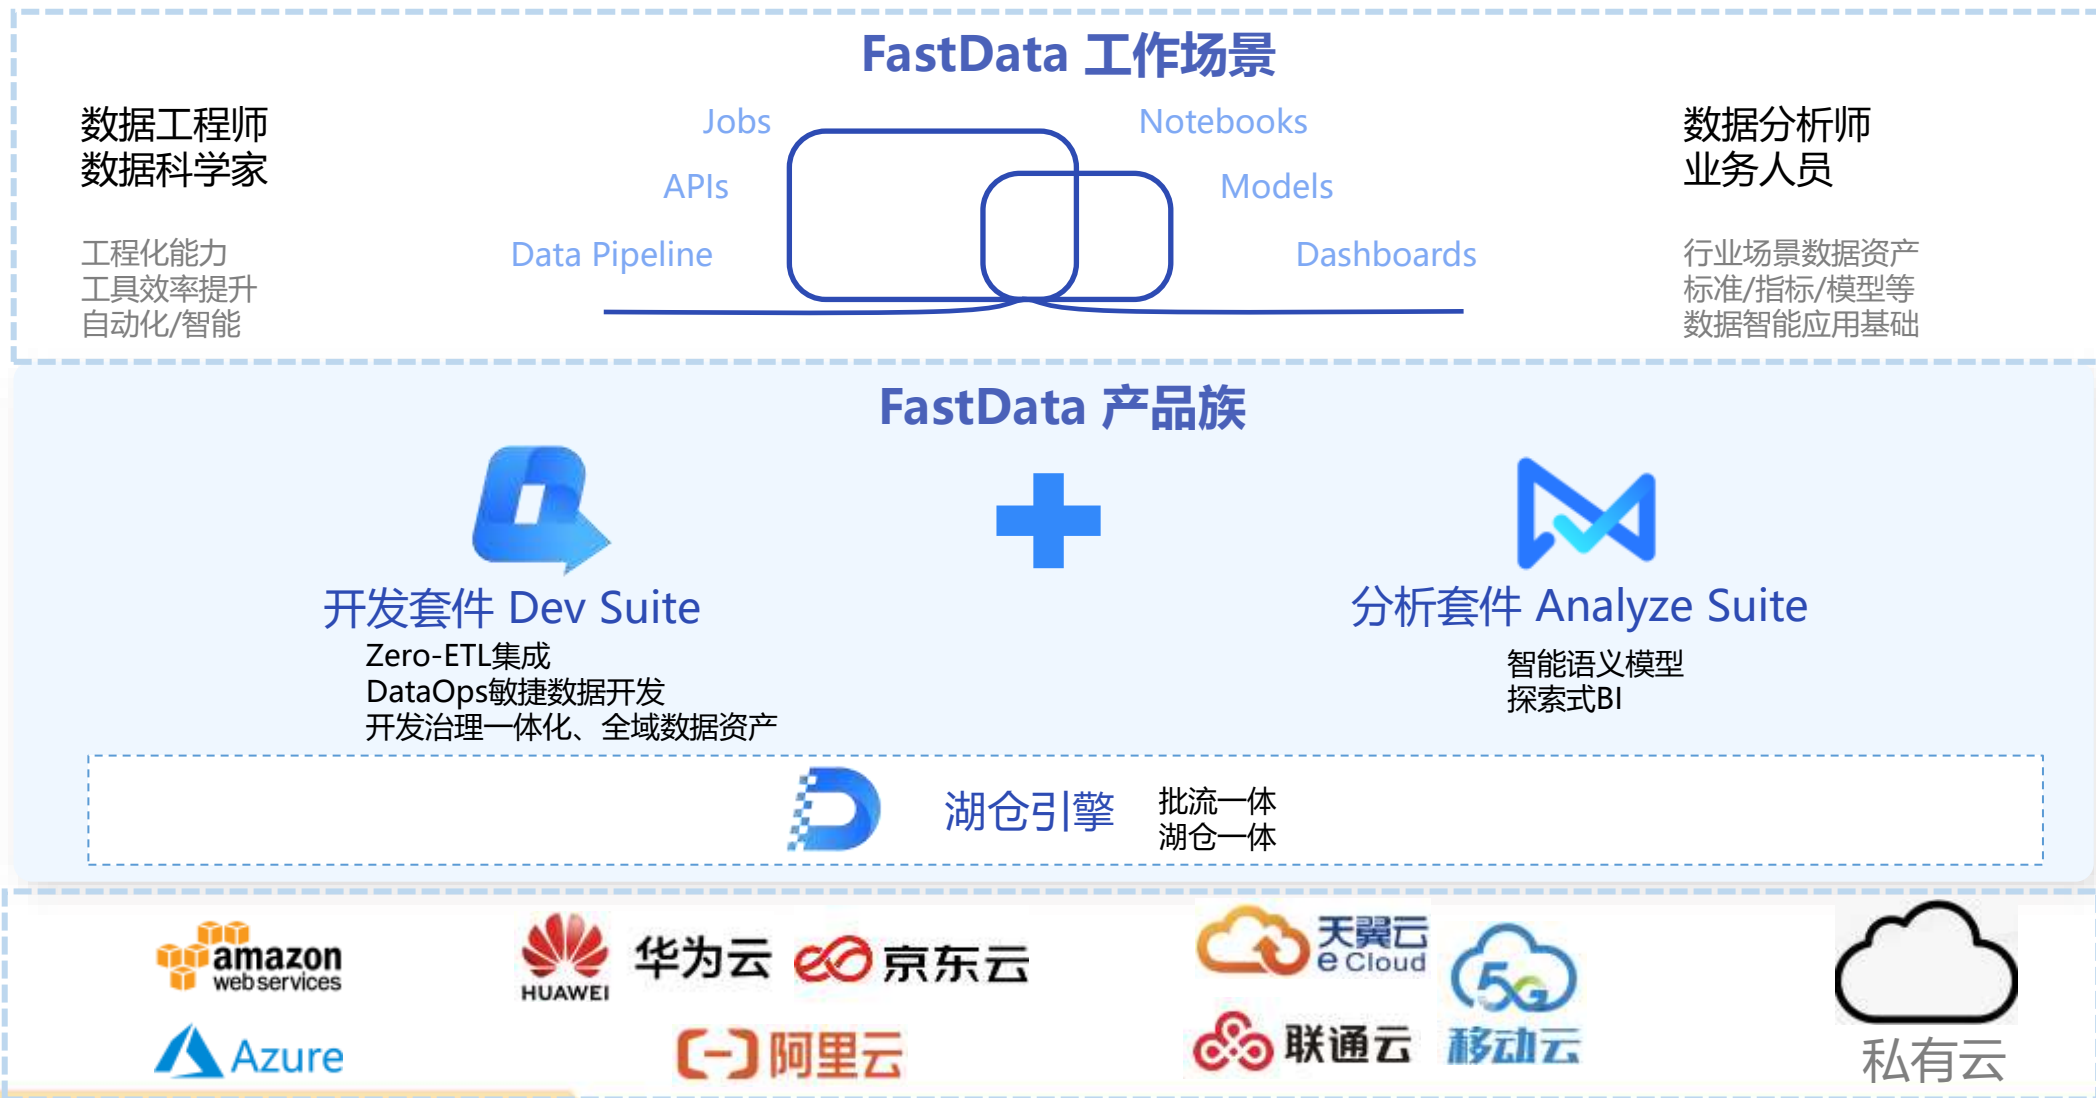 FastData 工作场景
数据工程师
数据科学家
工程化能力
工具效率提升
自动化/智能
Jobs
APIs
Data Pipeline
Notebooks
Models
Dashboards
数据分析师
业务人员
行业场景数据资产
标准/指标/模型等
数据智能应用基础
FastData 产品族
开发套件 Dev Suite
Zero-ETL集成
DataOps敏捷数据开发
开发治理一体化、全域数据资产
分析套件 Analyze Suite
智能语义模型
探索式BI
湖仓引擎
批流一体
湖仓一体
amazon
web services
HUAWEI
华为云
京东云
天翼云
e Cloud
5G
移动云
Azure
阿里云
联通云
私有云